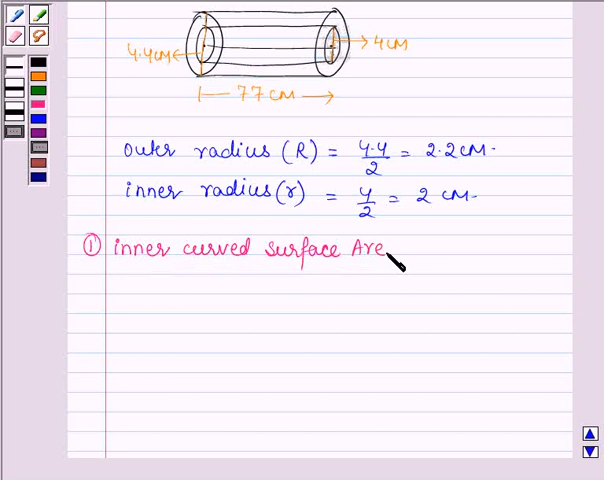 4.4cm
4cm
77cm
outer radius (R) = 4.4/2 = 2.2cm.
inner radius (r) = 4/2 = 2 cm.
① inner curved surface Are